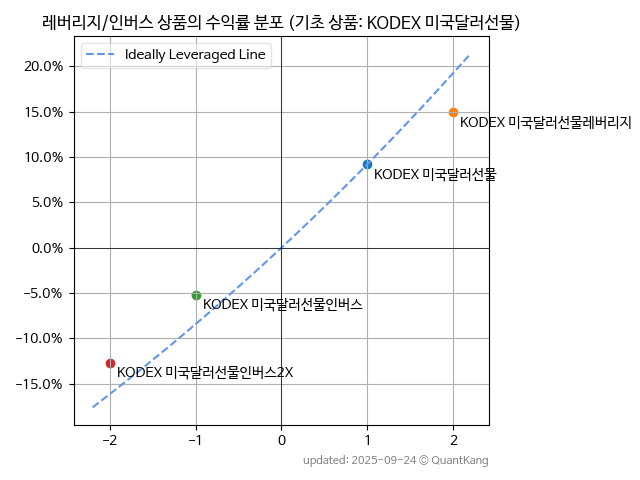 레버리지/인버스 상품의 수익률 분포 (기초 상품: KODEX 미국달러선물)
Ideally Leveraged Line
20.0%
15.0%
KODEX 미국달러선물레버리지
10.0%
KODEX 미국달러선물
5.0%
0.0%
−5.0%
KODEX 미국달러선물인버스
−10.0%
KODEX 미국달러선물인버스2X
−15.0%
−2
−1
0
1
2
updated: 2025-09-24 © QuantKang